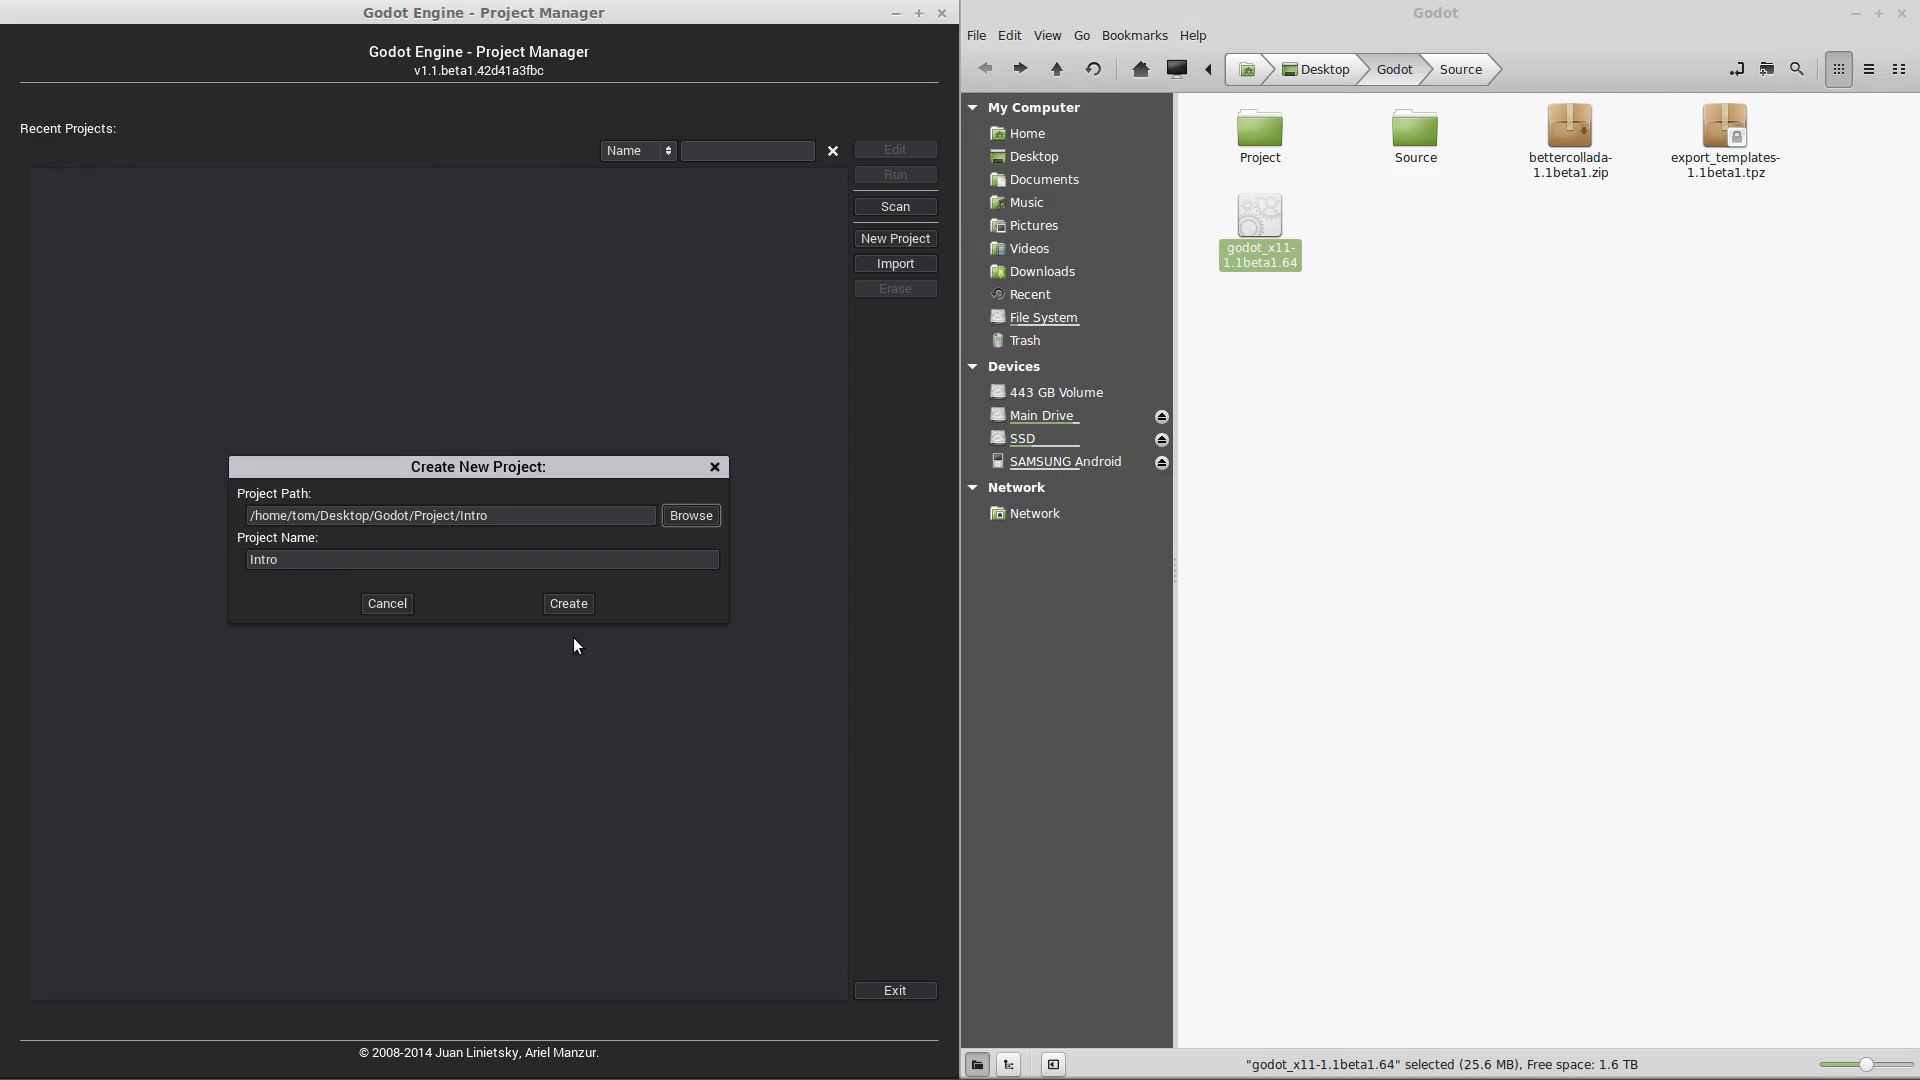 Godot Engine - Project Manager
Godot Engine - Project Manager
v1.1.beta1.42d41a3fbc
Recent Projects:
Name
Edit
Run
Scan
New Project
Import
Erase
Create New Project:
Project Path:
/home/tom/Desktop/Godot/Project/Intro
Browse
Project Name:
Intro
Cancel
Create
Exit
© 2008-2014 Juan Linietsky, Ariel Manzur.
Godot
File Edit View Go Bookmarks Help
Desktop Godot Source
My Computer
Home
Desktop
Documents
Music
Pictures
Videos
Downloads
Recent
File System
Trash
Devices
443 GB Volume
Main Drive
SSD
SAMSUNG Android
Network
Network
Project
Source
bettercollada-
1.1beta1.zip
export_templates-
1.1beta1.tpz
godot_x11-
1.1beta1.64
"godot_x11-1.1beta1.64" selected (25.6 MB), Free space: 1.6 TB